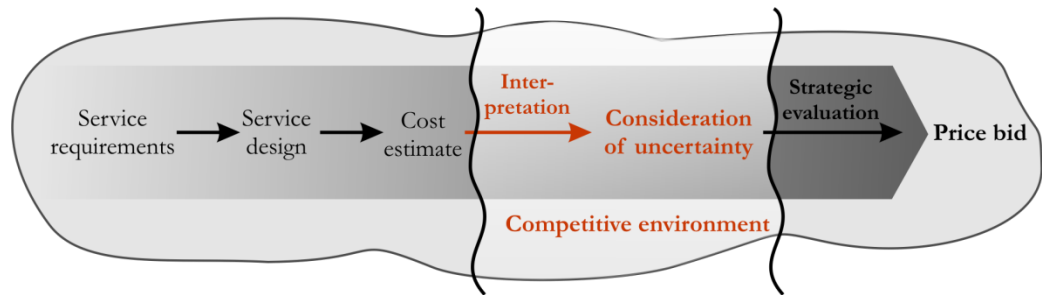 Service
requirements
Service
design
Cost
estimate
Inter-
pretation
Consideration
of uncertainty
Strategic
evaluation
Price bid
Competitive environment